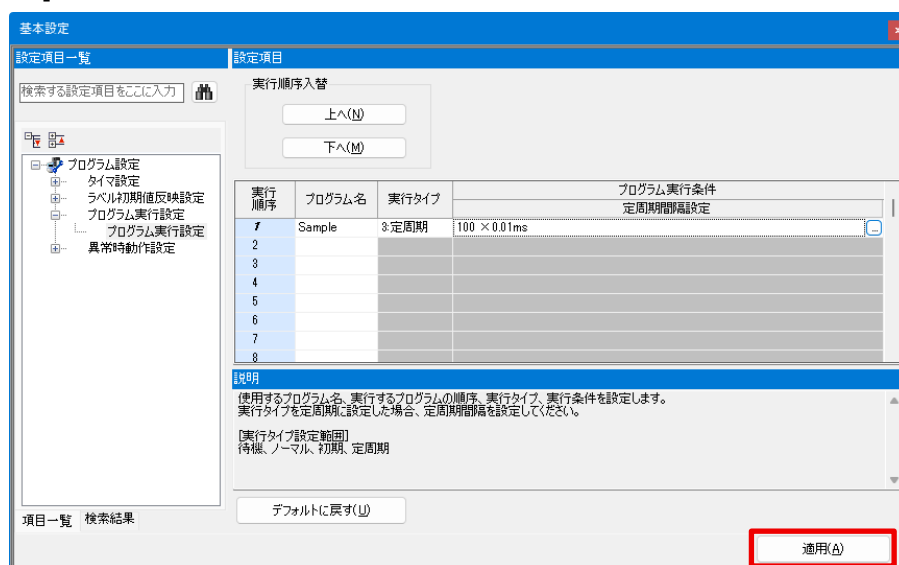 基本設定
設定項目一覧
検索する設定項目をここに入力
プログラム設定
タイマ設定
ラベル初期値反映設定
プログラム実行設定
プログラム実行設定
異常時動作設定
項目一覧 検索結果
設定項目
実行順序入替
上へ(N)
下へ(M)
実行順序 プログラム名 実行タイプ プログラム実行条件
定周期間隔設定
1 Sample 3:定周期 100 ×0.01ms ...
2
3
4
5
6
7
8
説明
使用するプログラム名、実行するプログラムの順序、実行タイプ、実行条件を設定します。
実行タイプを定周期に設定した場合、定周期間隔を設定してください。
[実行タイプ設定範囲]
待機、ノーマル、初期、定周期
デフォルトに戻す(U)
適用(A)